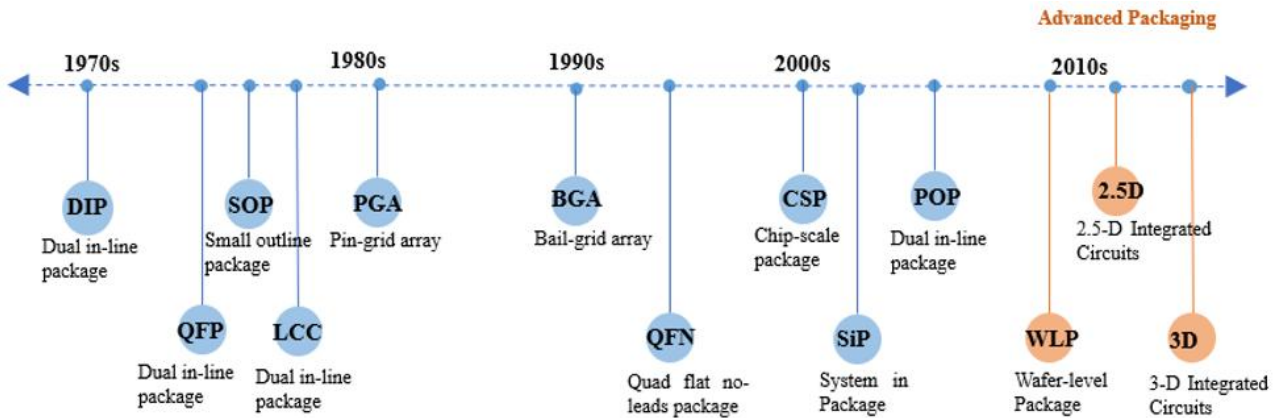 Advanced Packaging
1970s
1980s
1990s
2000s
2010s
DIP
Dual in-line
package
SOP
Small outline
package
PGA
Pin-grid array
BGA
Bail-grid array
CSP
Chip-scale
package
POP
Dual in-line
package
2.5D
2.5-D Integrated
Circuits
QFP
Dual in-line
package
LCC
Dual in-line
package
QFN
Quad flat no-
leads package
SiP
System in
Package
WLP
Wafer-level
Package
3D
3-D Integrated
Circuits